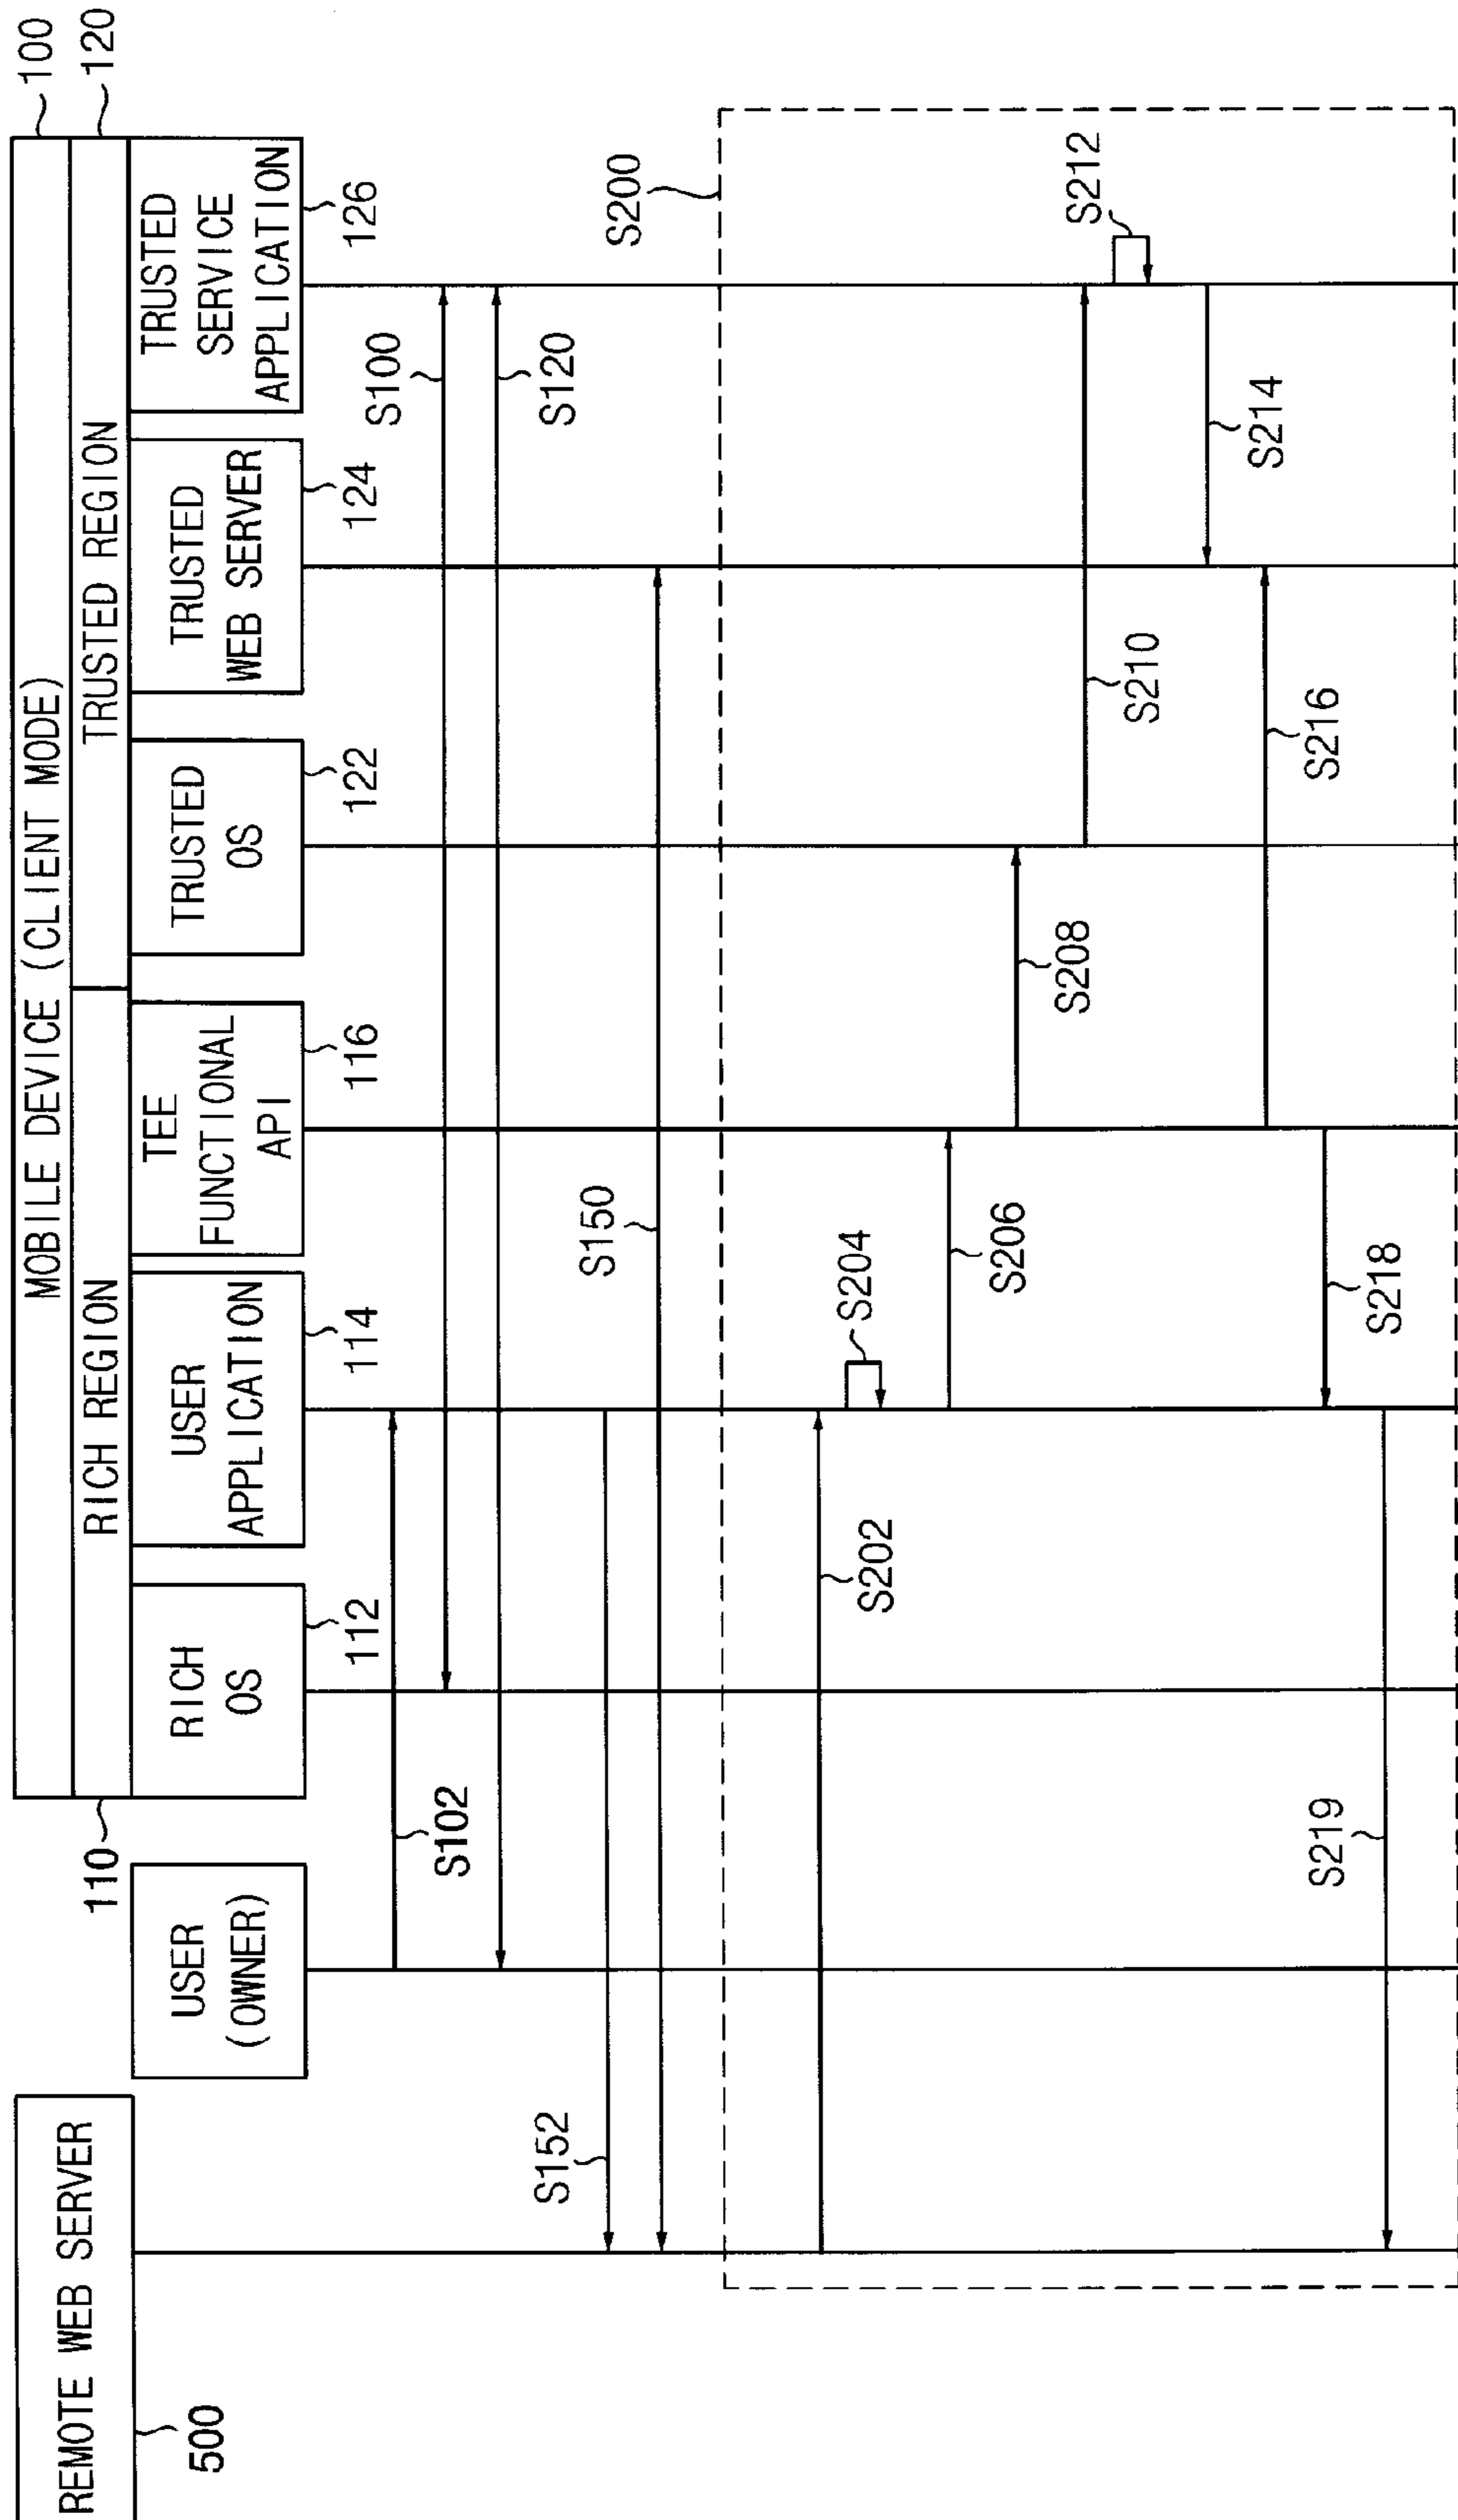 REMOTE WEB SERVER
500
USER
(OWNER)
MOBILE DEVICE (CLIENT MODE)
100
RICH REGION
110
TRUSTED REGION
120
RICH
OS
112
USER
APPLICATION
114
TEE
FUNCTIONAL
API
116
TRUSTED
OS
122
TRUSTED
WEB SERVER
124
TRUSTED
SERVICE
APPLICATION
126
S102
S100
S120
S152
S150
S200
S202
S204
S206
S208
S210
S212
S214
S216
S218
S219